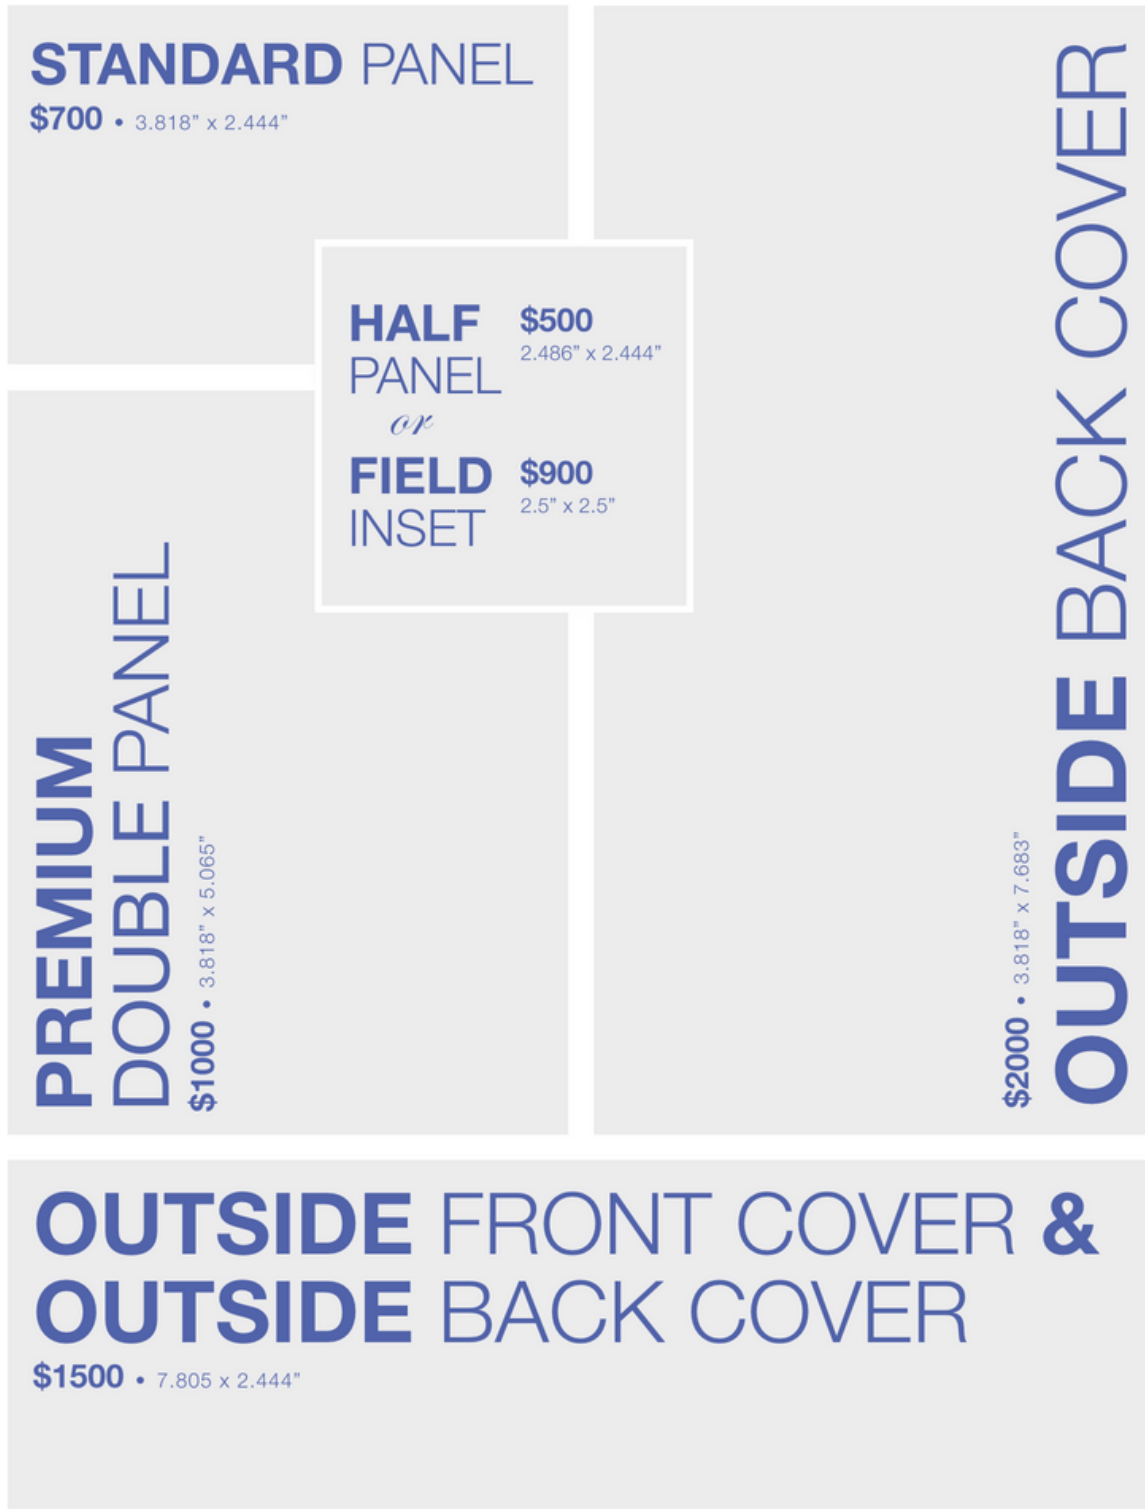 STANDARD PANEL
$700 • 3.818” x 2.444”
HALF
PANEL
$500
2.486” x 2.444”
or
FIELD
INSET
$900
2.5” x 2.5”
PREMIUM
DOUBLE PANEL
$1000 • 3.818” x 5.065”
OUTSIDE BACK COVER
$2000 • 3.818” x 7.683”
OUTSIDE FRONT COVER &
OUTSIDE BACK COVER
$1500 • 7.805 x 2.444”